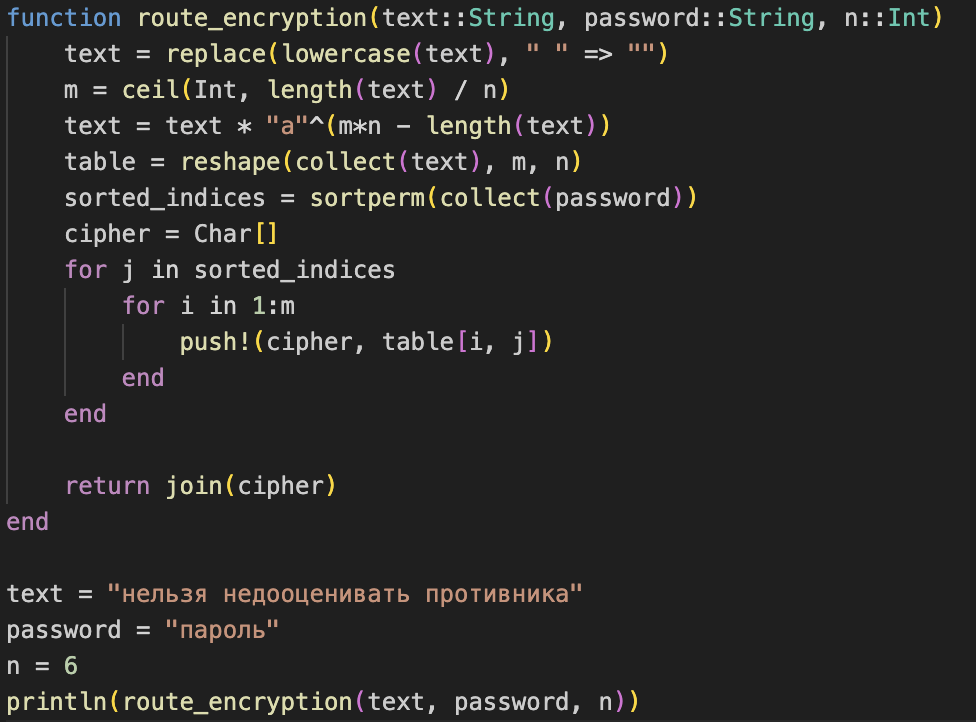 function route_encryption(text::String, password::String, n::Int)
    text = replace(lowercase(text), " " => "")
    m = ceil(Int, length(text) / n)
    text = text * "а"^(m*n - length(text))
    table = reshape(collect(text), m, n)
    sorted_indices = sortperm(collect(password))
    cipher = Char[]
    for j in sorted_indices
        for i in 1:m
            push!(cipher, table[i, j])
        end
    end
    return join(cipher)
end
text = "нельзя недооценивать противника"
password = "пароль"
n = 6
println(route_encryption(text, password, n))